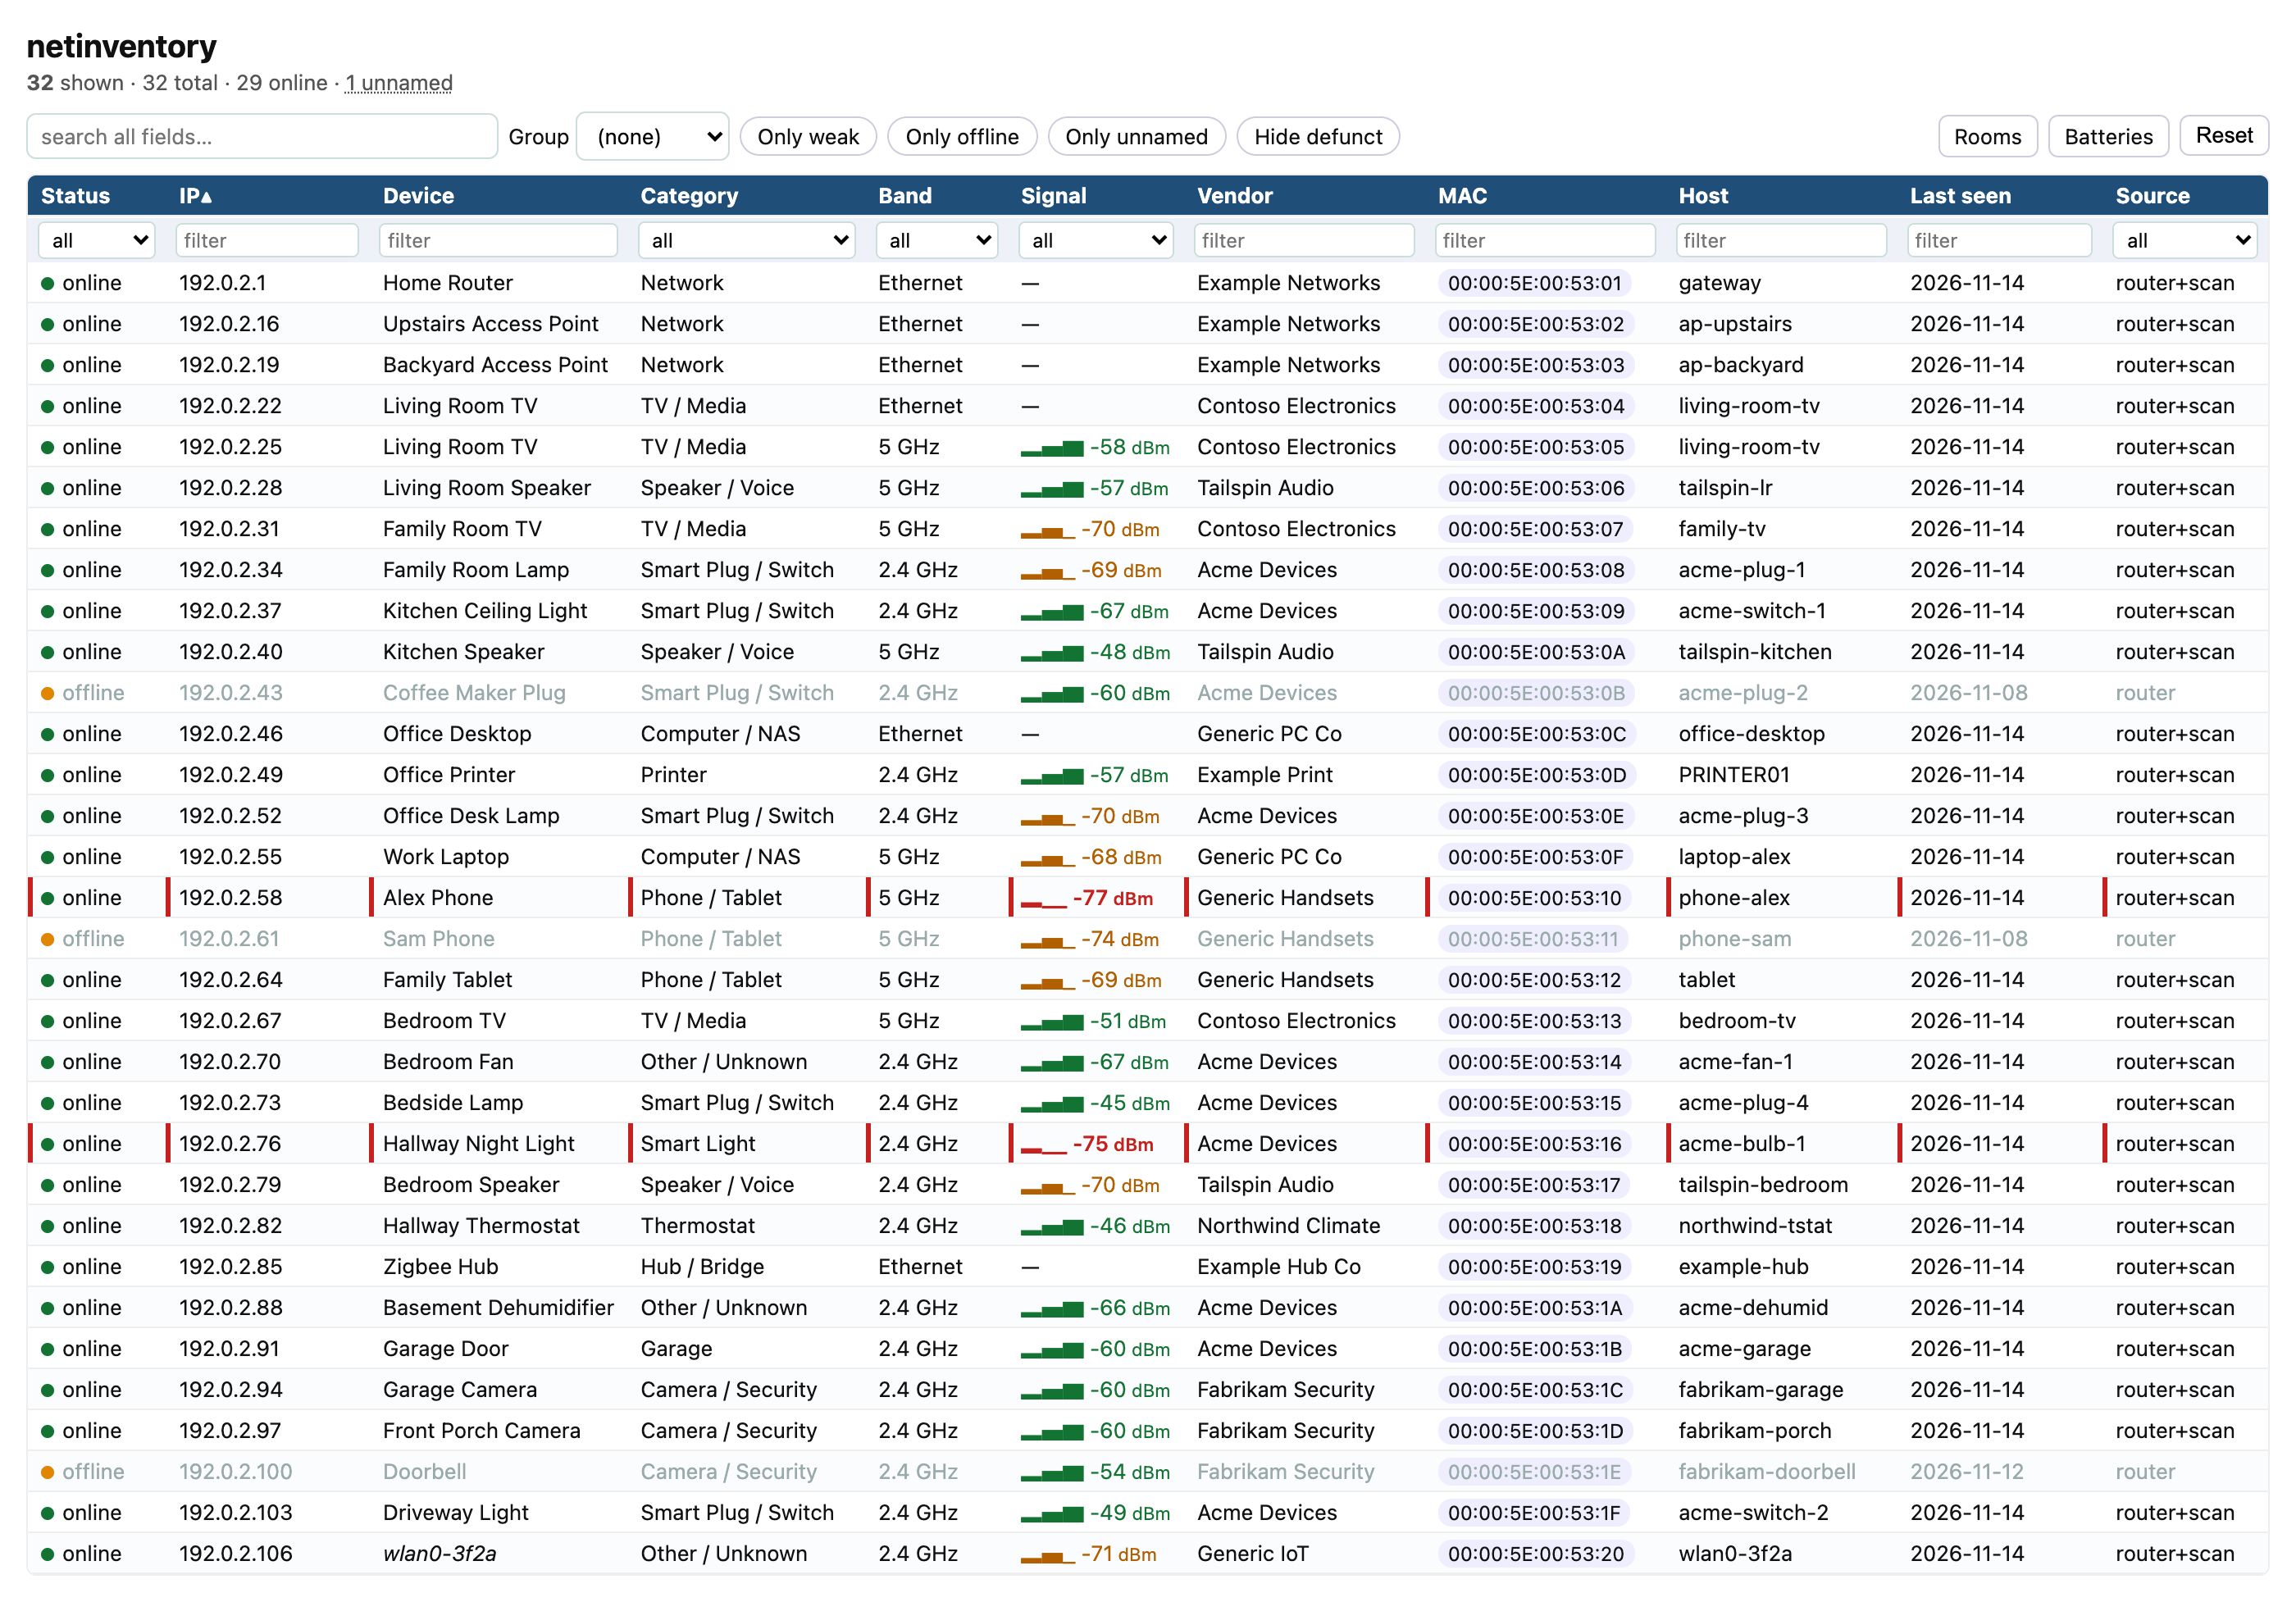 netinventory
32 shown · 32 total · 29 online · 1 unnamed
search all fields... Group (none) Only weak Only offline Only unnamed Hide defunct Rooms Batteries Reset
Status IP▲ Device Category Band Signal Vendor MAC Host Last seen Source
all filter filter all all all filter filter filter filter all
online 192.0.2.1 Home Router Network Ethernet — Example Networks 00:00:5E:00:53:01 gateway 2026-11-14 router+scan
online 192.0.2.16 Upstairs Access Point Network Ethernet — Example Networks 00:00:5E:00:53:02 ap-upstairs 2026-11-14 router+scan
online 192.0.2.19 Backyard Access Point Network Ethernet — Example Networks 00:00:5E:00:53:03 ap-backyard 2026-11-14 router+scan
online 192.0.2.22 Living Room TV TV / Media Ethernet — Contoso Electronics 00:00:5E:00:53:04 living-room-tv 2026-11-14 router+scan
online 192.0.2.25 Living Room TV TV / Media 5 GHz -58 dBm Contoso Electronics 00:00:5E:00:53:05 living-room-tv 2026-11-14 router+scan
online 192.0.2.28 Living Room Speaker Speaker / Voice 5 GHz -57 dBm Tailspin Audio 00:00:5E:00:53:06 tailspin-lr 2026-11-14 router+scan
online 192.0.2.31 Family Room TV TV / Media 5 GHz -70 dBm Contoso Electronics 00:00:5E:00:53:07 family-tv 2026-11-14 router+scan
online 192.0.2.34 Family Room Lamp Smart Plug / Switch 2.4 GHz -69 dBm Acme Devices 00:00:5E:00:53:08 acme-plug-1 2026-11-14 router+scan
online 192.0.2.37 Kitchen Ceiling Light Smart Plug / Switch 2.4 GHz -67 dBm Acme Devices 00:00:5E:00:53:09 acme-switch-1 2026-11-14 router+scan
online 192.0.2.40 Kitchen Speaker Speaker / Voice 5 GHz -48 dBm Tailspin Audio 00:00:5E:00:53:0A tailspin-kitchen 2026-11-14 router+scan
offline 192.0.2.43 Coffee Maker Plug Smart Plug / Switch 2.4 GHz -60 dBm Acme Devices 00:00:5E:00:53:0B acme-plug-2 2026-11-08 router
online 192.0.2.46 Office Desktop Computer / NAS Ethernet — Generic PC Co 00:00:5E:00:53:0C office-desktop 2026-11-14 router+scan
online 192.0.2.49 Office Printer Printer 2.4 GHz -57 dBm Example Print 00:00:5E:00:53:0D PRINTER01 2026-11-14 router+scan
online 192.0.2.52 Office Desk Lamp Smart Plug / Switch 2.4 GHz -70 dBm Acme Devices 00:00:5E:00:53:0E acme-plug-3 2026-11-14 router+scan
online 192.0.2.55 Work Laptop Computer / NAS 5 GHz -68 dBm Generic PC Co 00:00:5E:00:53:0F laptop-alex 2026-11-14 router+scan
online 192.0.2.58 Alex Phone Phone / Tablet 5 GHz -77 dBm Generic Handsets 00:00:5E:00:53:10 phone-alex 2026-11-14 router+scan
offline 192.0.2.61 Sam Phone Phone / Tablet 5 GHz -74 dBm Generic Handsets 00:00:5E:00:53:11 phone-sam 2026-11-08 router
online 192.0.2.64 Family Tablet Phone / Tablet 5 GHz -69 dBm Generic Handsets 00:00:5E:00:53:12 tablet 2026-11-14 router+scan
online 192.0.2.67 Bedroom TV TV / Media 5 GHz -51 dBm Contoso Electronics 00:00:5E:00:53:13 bedroom-tv 2026-11-14 router+scan
online 192.0.2.70 Bedroom Fan Other / Unknown 2.4 GHz -67 dBm Acme Devices 00:00:5E:00:53:14 acme-fan-1 2026-11-14 router+scan
online 192.0.2.73 Bedside Lamp Smart Plug / Switch 2.4 GHz -45 dBm Acme Devices 00:00:5E:00:53:15 acme-plug-4 2026-11-14 router+scan
online 192.0.2.76 Hallway Night Light Smart Light 2.4 GHz -75 dBm Acme Devices 00:00:5E:00:53:16 acme-bulb-1 2026-11-14 router+scan
online 192.0.2.79 Bedroom Speaker Speaker / Voice 2.4 GHz -70 dBm Tailspin Audio 00:00:5E:00:53:17 tailspin-bedroom 2026-11-14 router+scan
online 192.0.2.82 Hallway Thermostat Thermostat 2.4 GHz -46 dBm Northwind Climate 00:00:5E:00:53:18 northwind-tstat 2026-11-14 router+scan
online 192.0.2.85 Zigbee Hub Hub / Bridge Ethernet — Example Hub Co 00:00:5E:00:53:19 example-hub 2026-11-14 router+scan
online 192.0.2.88 Basement Dehumidifier Other / Unknown 2.4 GHz -66 dBm Acme Devices 00:00:5E:00:53:1A acme-dehumid 2026-11-14 router+scan
online 192.0.2.91 Garage Door Garage 2.4 GHz -60 dBm Acme Devices 00:00:5E:00:53:1B acme-garage 2026-11-14 router+scan
online 192.0.2.94 Garage Camera Camera / Security 2.4 GHz -60 dBm Fabrikam Security 00:00:5E:00:53:1C fabrikam-garage 2026-11-14 router+scan
online 192.0.2.97 Front Porch Camera Camera / Security 2.4 GHz -60 dBm Fabrikam Security 00:00:5E:00:53:1D fabrikam-porch 2026-11-14 router+scan
offline 192.0.2.100 Doorbell Camera / Security 2.4 GHz -54 dBm Fabrikam Security 00:00:5E:00:53:1E fabrikam-doorbell 2026-11-12 router
online 192.0.2.103 Driveway Light Smart Plug / Switch 2.4 GHz -49 dBm Acme Devices 00:00:5E:00:53:1F acme-switch-2 2026-11-14 router+scan
online 192.0.2.106 wlan0-3f2a Other / Unknown 2.4 GHz -71 dBm Generic IoT 00:00:5E:00:53:20 wlan0-3f2a 2026-11-14 router+scan